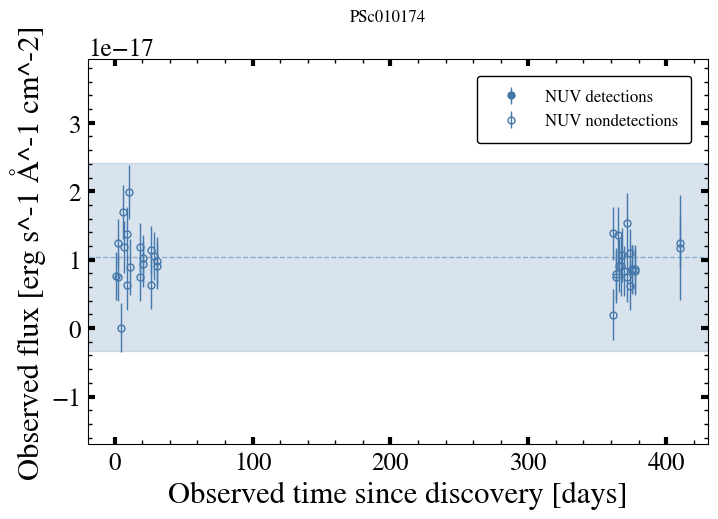 PSc010174
1e−17
NUV detections
NUV nondetections
3
2
1
0
−1
0 100 200 300 400
Observed time since discovery [days]
Observed flux [erg s^-1 Å^-1 cm^-2]